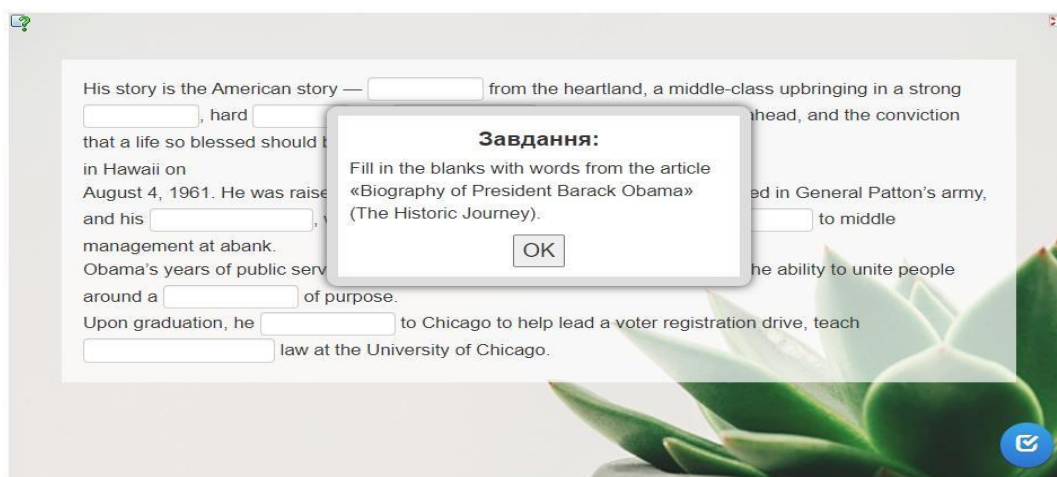 His story is the American story — from the heartland, a middle-class upbringing in a strong
, hard head, and the conviction
that a life so blessed should
in Hawaii on
August 4, 1961. He was raise ed in General Patton's army,
and his , to middle
management at abank.
Obama's years of public serv he ability to unite people
around a of purpose.
Upon graduation, he to Chicago to help lead a voter registration drive, teach
law at the University of Chicago.
Завдання:
Fill in the blanks with words from the article
«Biography of President Barack Obama»
(The Historic Journey).
OK